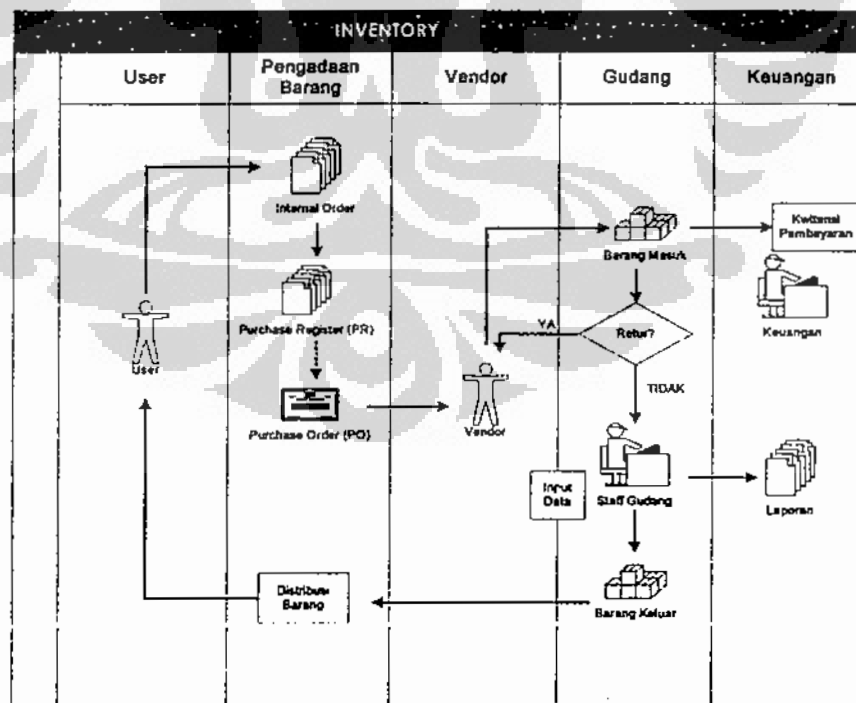 INVENTORY
User
Pengadaan
Barang
Vendor
Gudang
Keuangan
Internal Order
Purchase Register (PR)
Purchase Order (PO)
User
Vendor
Barang Masuk
Kwitansi
Pembayaran
Keuangan
YA
Retur?
TIDAK
Input
Data
Staff Gudang
Laporan
Distribusi
Barang
Barang Keluar